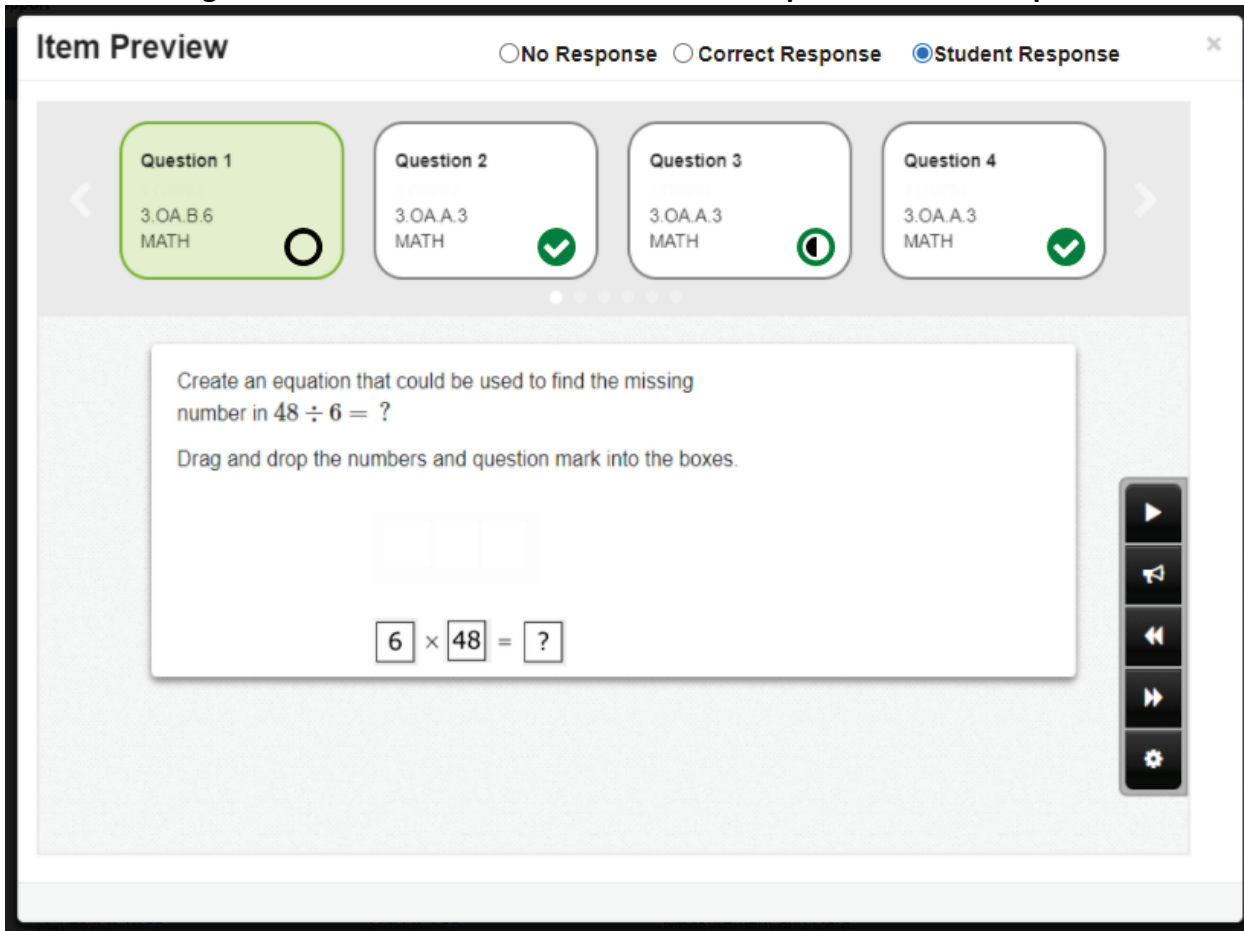 Item Preview
No Response Correct Response Student Response
×
Question 1
3.OA.B.6
MATH
Question 2
3.OA.A.3
MATH
Question 3
3.OA.A.3
MATH
Question 4
3.OA.A.3
MATH
Create an equation that could be used to find the missing
number in 48 ÷ 6 = ?
Drag and drop the numbers and question mark into the boxes.
6 × 48 = ?